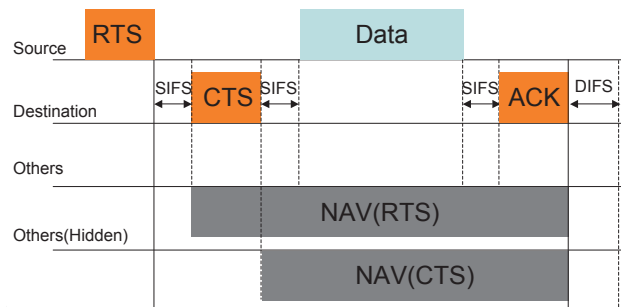 RTS
Data
Source
SIFS
CTS
SIFS
SIFS
ACK
DIFS
Destination
Others
NAV(RTS)
Others(Hidden)
NAV(CTS)